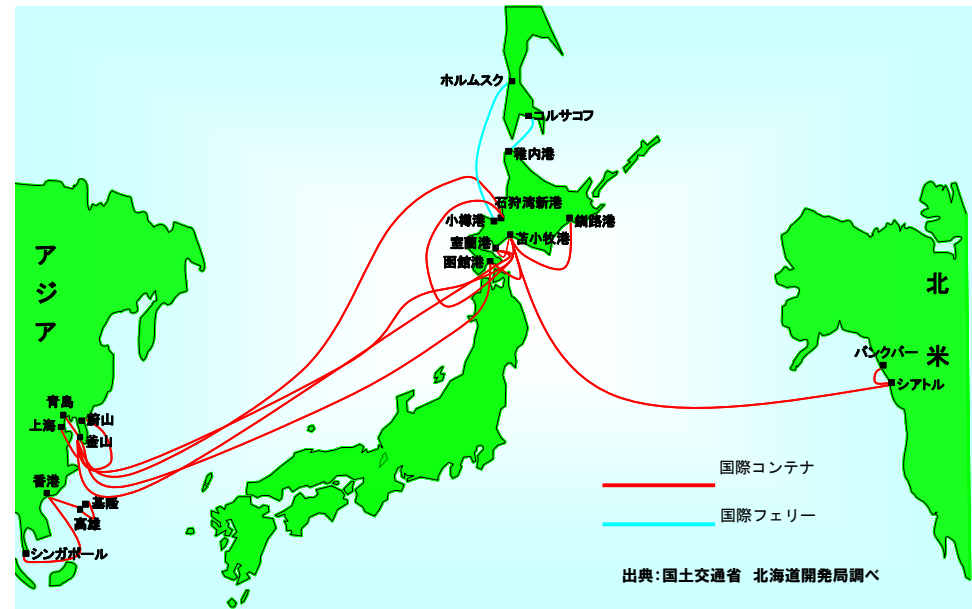 ホルムスク
コルサコフ
稚内港
石狩湾新港
小樽港
釧路港
苫小牧港
室蘭港
函館港
アジア
北米
バンクバー
シアトル
青島
蔚山
上海
釜山
香港
基隆
高雄
シンガポール
国際コンテナ
国際フェリー
出典：国土交通省 北海道開発局調べ